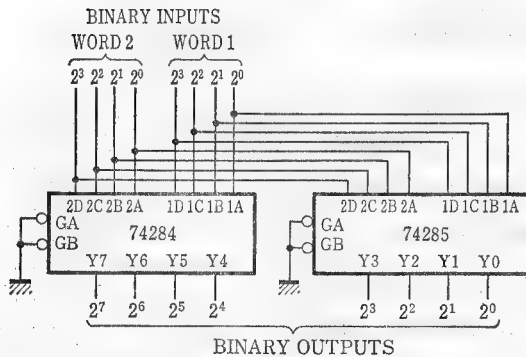 BINARY INPUTS
WORD 2 WORD 1
2³ 2² 2¹ 2⁰ 2³ 2² 2¹ 2⁰
2D 2C 2B 2A 1D 1C 1B 1A 2D 2C 2B 2A 1D 1C 1B 1A
GA 74284 GA 74285
GB GB
Y7 Y6 Y5 Y4 Y3 Y2 Y1 Y0
2⁷ 2⁶ 2⁵ 2⁴ 2³ 2² 2¹ 2⁰
BINARY OUTPUTS